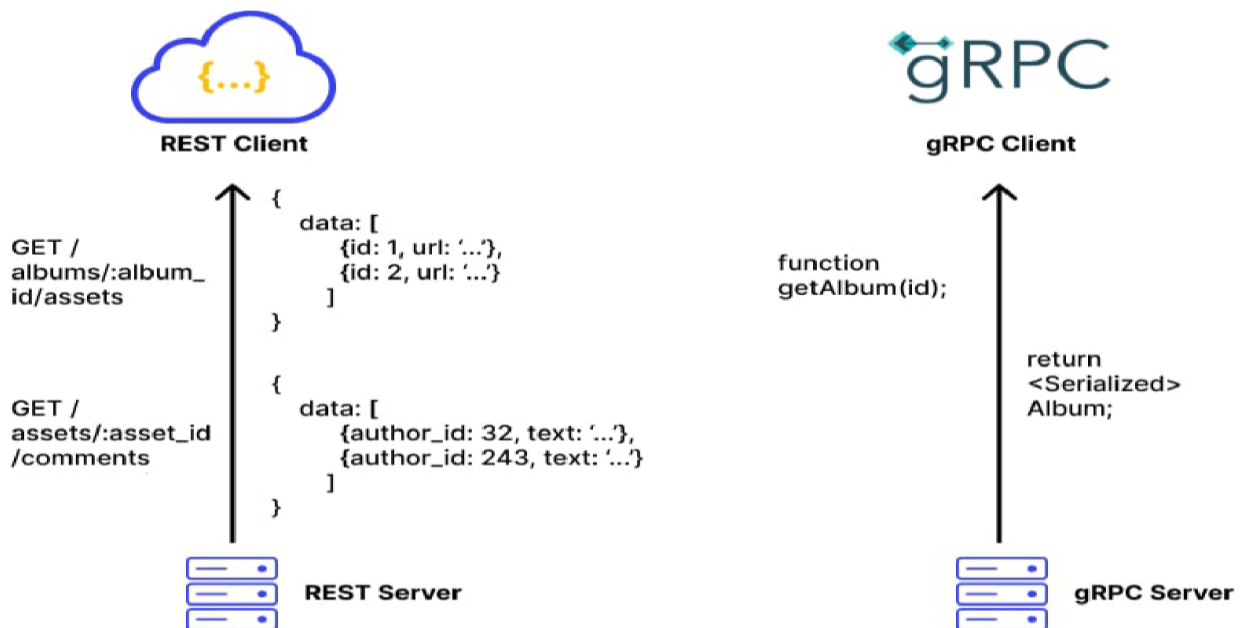 {...}
REST Client
GET /
albums/:album_
id/assets
{
data: [
{id: 1, url: '...'},
{id: 2, url: '...'}
]
}
GET /
assets/:asset_id
/comments
{
data: [
{author_id: 32, text: '...'},
{author_id: 243, text: '...'}
]
}
REST Server
gRPC
gRPC Client
function
getAlbum(id);
return
<Serialized>
Album;
gRPC Server